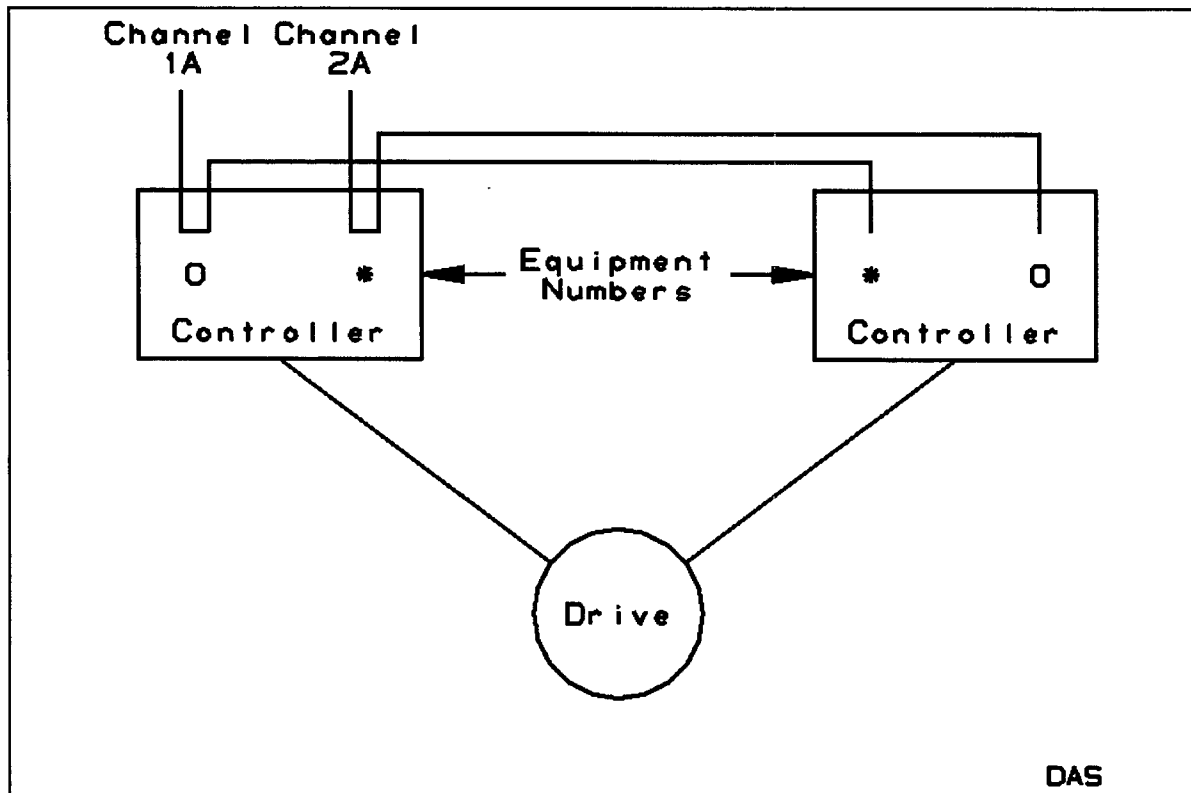 Channel Channel
1A 2A
0 * Equipment Numbers * 0
Controller Controller
Drive
DAS